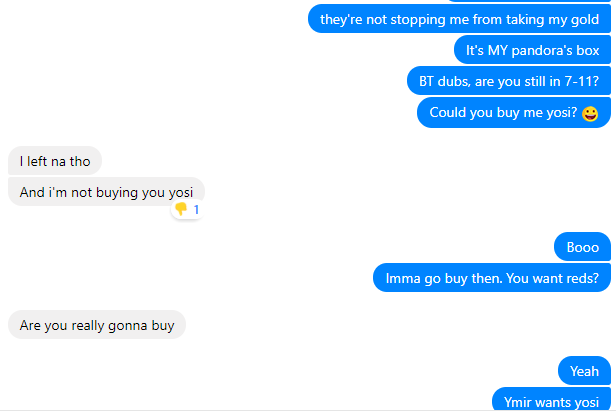 they're not stopping me from taking my gold
It's MY pandora's box
BT dubs, are you still in 7-11?
Could you buy me yosi? 😀
I left na tho
And i'm not buying you yosi
👎 1
Booo
Imma go buy then. You want reds?
Are you really gonna buy
Yeah
Ymir wants yosi